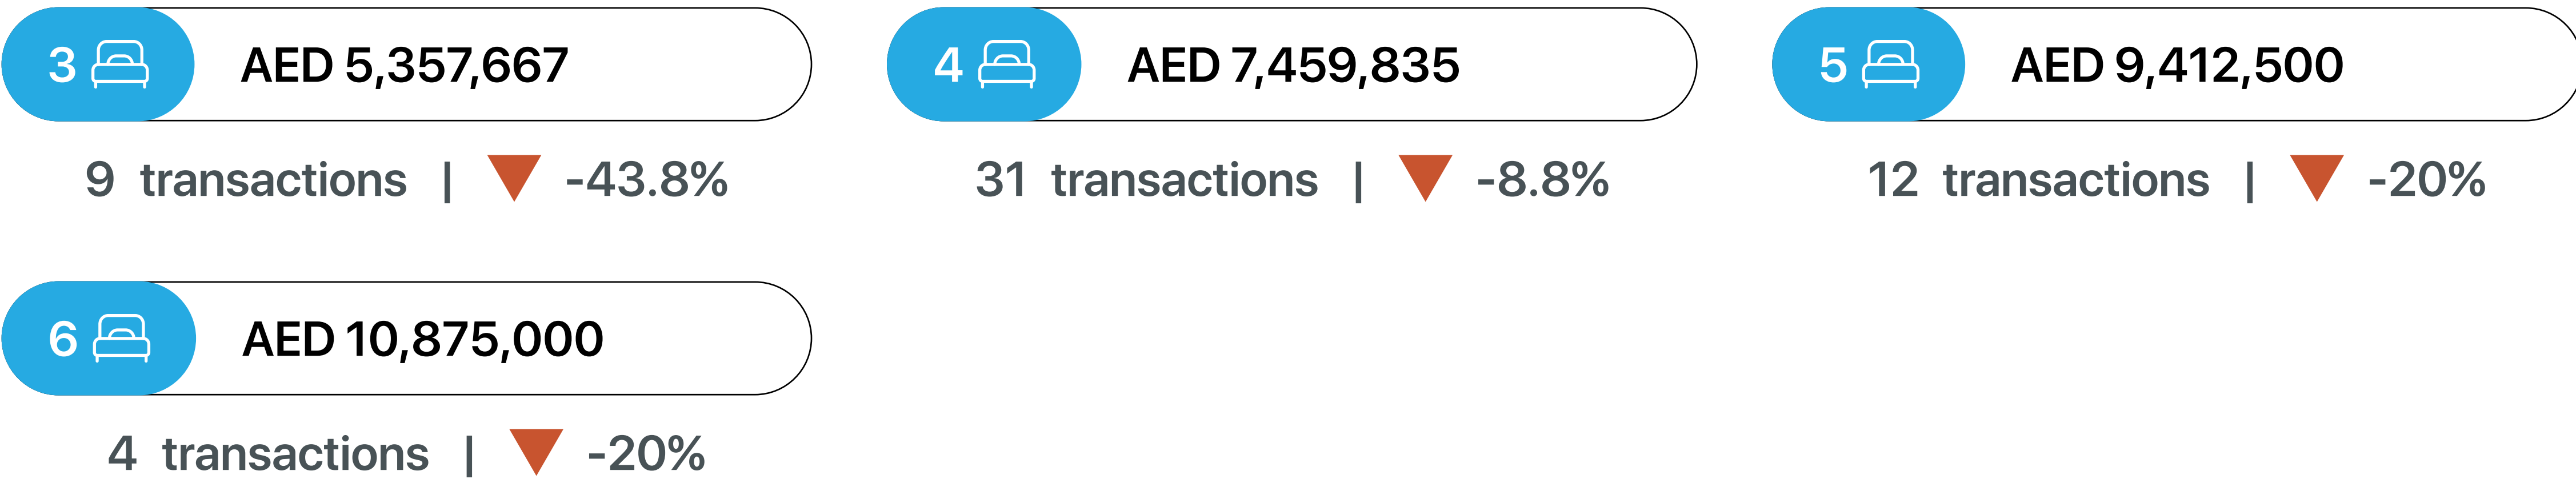 3 AED 5,357,667 4 AED 7,459,835 5 AED 9,412,500
9 transactions | -43.8% 31 transactions | -8.8% 12 transactions | -20%
6 AED 10,875,000
4 transactions | -20%